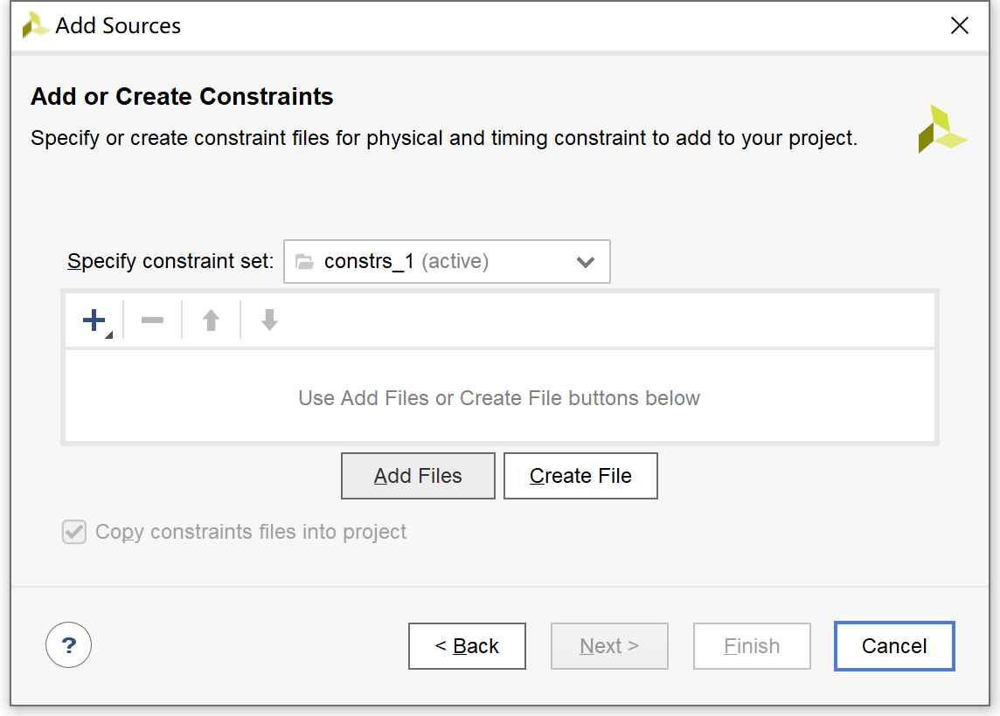 Add Sources
Add or Create Constraints
Specify or create constraint files for physical and timing constraint to add to your project.
Specify constraint set: constrs_1 (active)
Use Add Files or Create File buttons below
Add Files Create File
Copy constraints files into project
? < Back Next > Finish Cancel